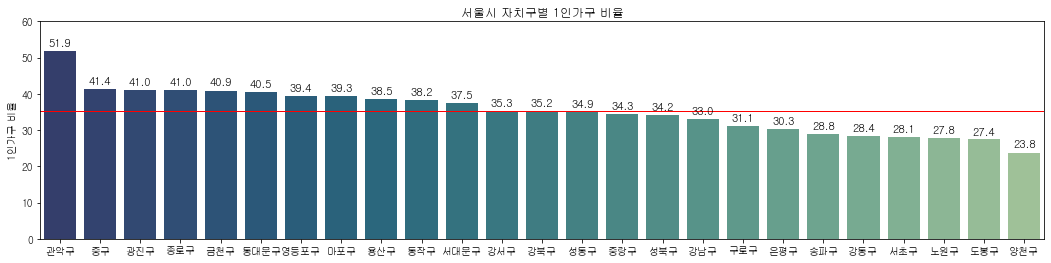 서울시 자치구별 1인가구 비율
1인가구 비율
60
50
40
30
20
10
0
51.9 41.4 41.0 41.0 40.9 40.5 39.4 39.3 38.5 38.2 37.5 35.3 35.2 34.9 34.3 34.2 33.0 31.1 30.3 28.8 28.4 28.1 27.8 27.4 23.8
관악구 중구 광진구 종로구 금천구 동대문구 영등포구 마포구 용산구 동작구 서대문구 강서구 강북구 성동구 중랑구 성북구 강남구 구로구 은평구 송파구 강동구 서초구 노원구 도봉구 양천구